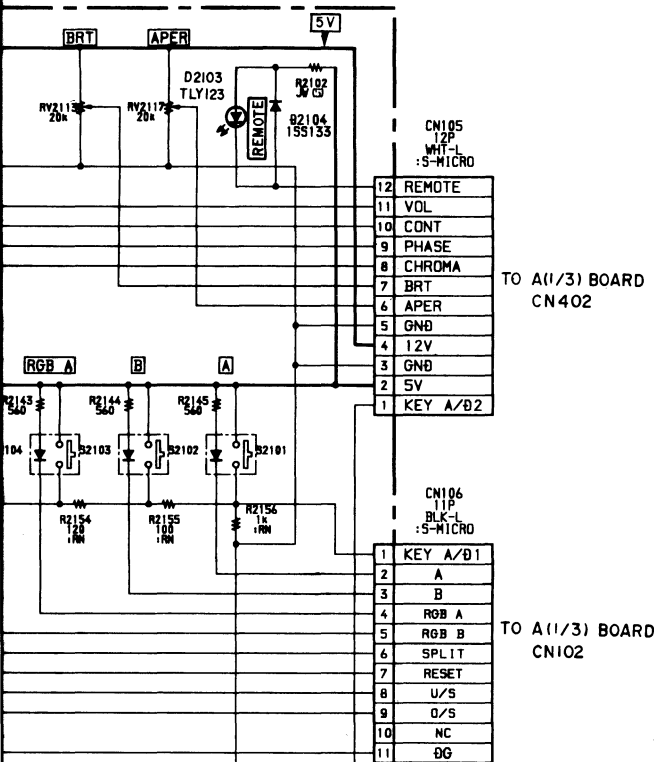 5V
BRT
APER
D2103
TLY123
REMOTE
R2102
JW
D2104
1SS133
RV2113
20k
RV2117
20k
CN105
12P
WHT-L
:S-MICRO
12 REMOTE
11 VOL
10 CONT
9 PHASE
8 CHROMA
7 BRT
6 APER
5 GND
4 12V
3 GND
2 5V
1 KEY A/D2
TO A(1/3) BOARD
CN402
RGB A
B
A
R2143
560
R2144
560
R2145
560
104
S2103
S2102
S2101
R2154
120
:RN
R2155
100
:RN
R2156
1k
:RN
CN106
11P
BLK-L
:S-MICRO
1 KEY A/D1
2 A
3 B
4 RGB A
5 RGB B
6 SPLIT
7 RESET
8 U/S
9 O/S
10 NC
11 DG
TO A(1/3) BOARD
CN102